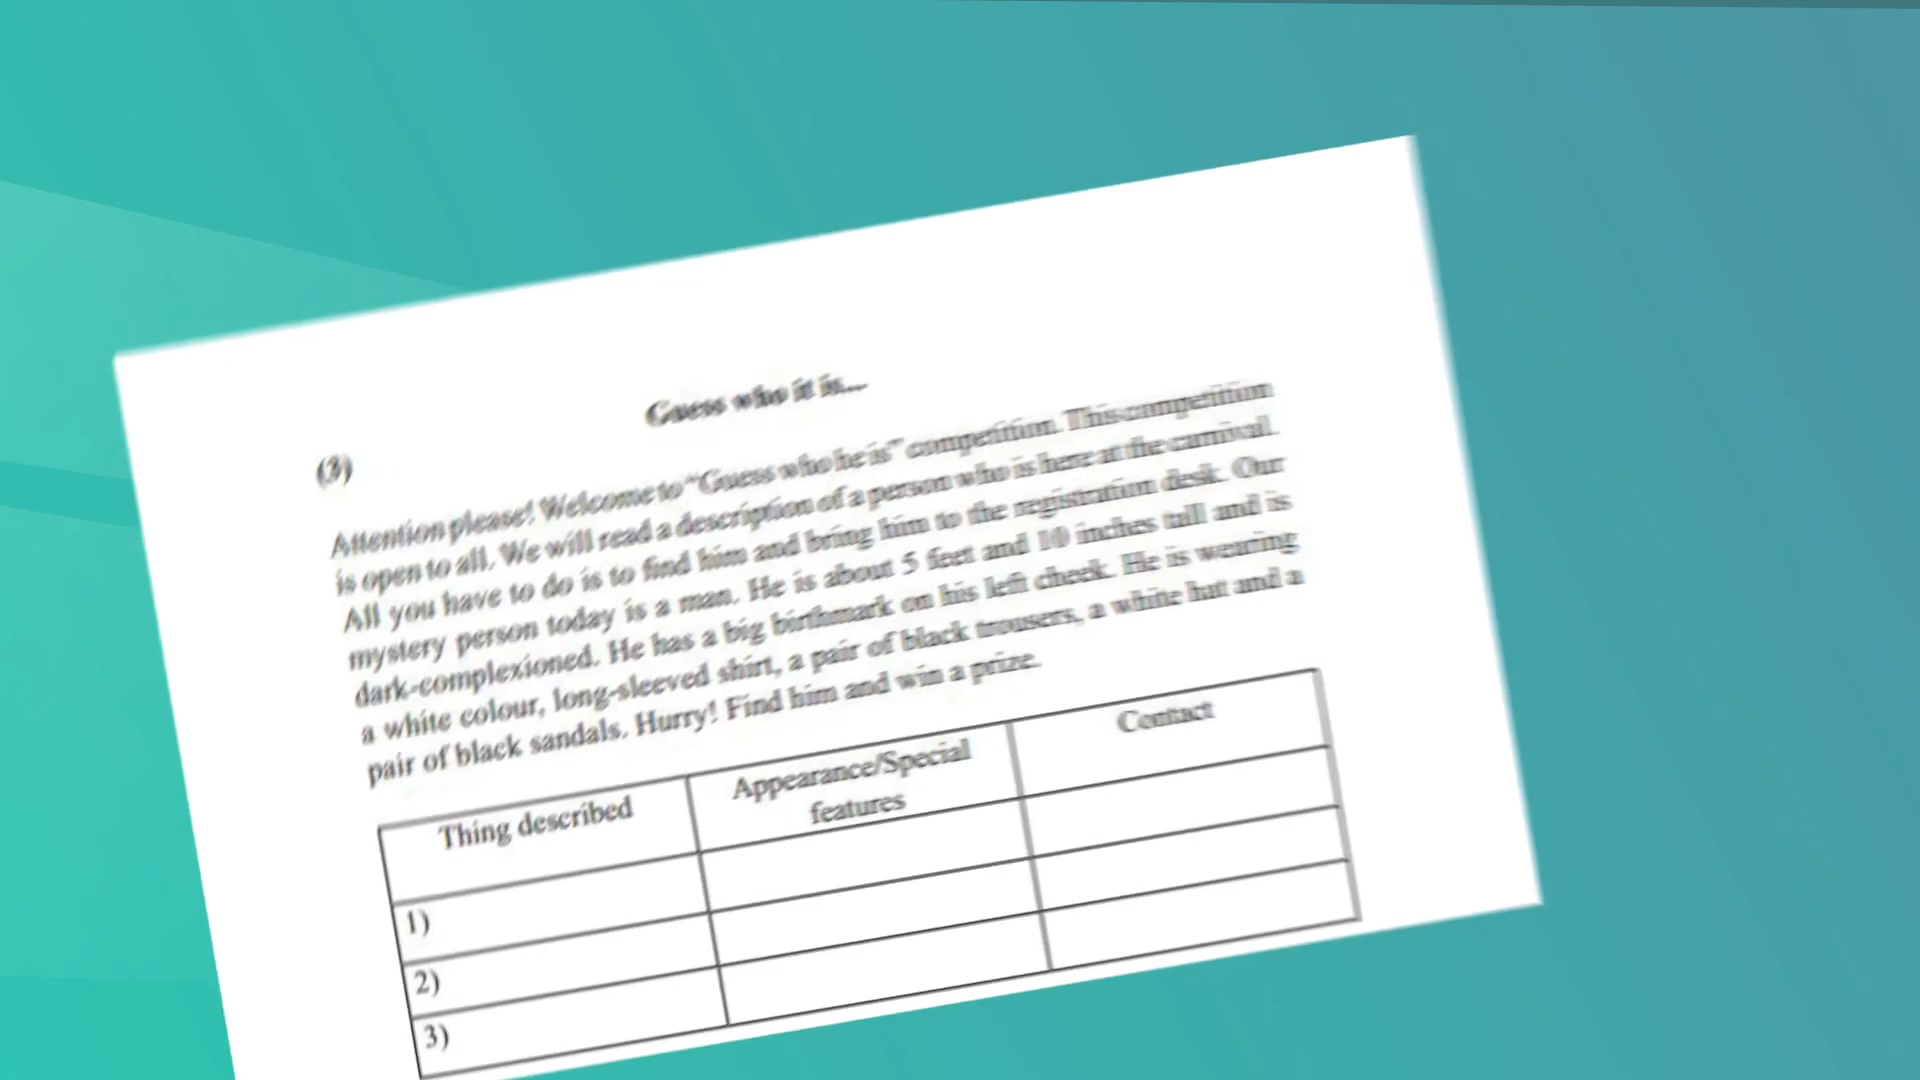 Guess who it is...
(3)
Attention please! Welcome to “Guess who he is” competition. This competition
is open to all. We will read a description of a person who is here at the carnival.
All you have to do is to find him and bring him to the registration desk. Our
mystery person today is a man. He is about 5 feet and 10 inches tall and is
dark-complexioned. He has a big birthmark on his left cheek. He is wearing
a white colour, long-sleeved shirt, a pair of black trousers, a white hat and a
pair of black sandals. Hurry! Find him and win a prize.
Thing described
Appearance/Special
features
Contact
1)
2)
3)